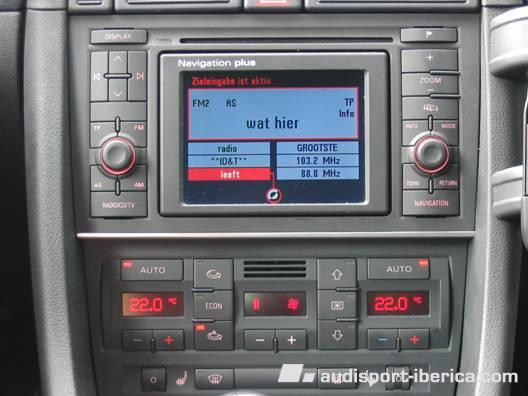 DISPLAY
Navigation plus
Zieleingabe ist aktiv
FM2 AS TP
Info
wat hier
radio GROOTSTE
**ID&T** 103.2 MHz
leeft 88.8 MHz
ZOOM
TP FM
INFO MODE
AS AM
TONE RETURN
RADIO/CD/TV
NAVIGATION
AUTO AUTO
22.0 °C 22.0 °C
ECON
audisport-iberica.com